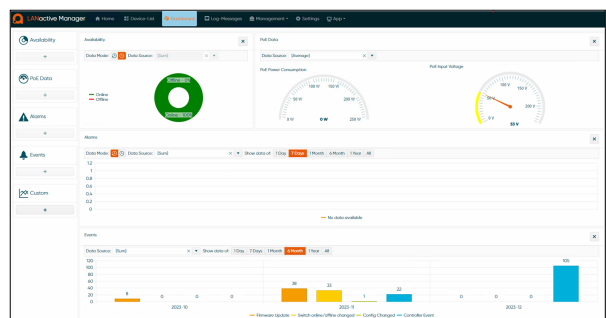 LANactive Manager Home Device-List Dashboard Log-Messages Management Settings App
Availability
+
PoE Data
+
Alarms
+
Events
+
Custom
+
Availability x
Data Mode: Data Source: (Sum) x
Online
Offline
Online - 100%
PoE Data x
Data Source: (Damage) x
PoE Power Consumption
0 W 50 W 100 W 150 W 200 W
0 W
PoE Input Voltage
0 V 50 V 100 V 150 V 200 V
55 V
Alarms x
Data Mode: Data Source: (Sum) x Show data of: 1 Day 7 Days 1 Month 6 Month 1 Year All
1.2
1
0.8
0.6
0.4
0.2
0
No data available
Events x
Data Source: (Sum) x Show data of: 1 Day 7 Days 1 Month 6 Month 1 Year All
120
100
80
60
40
20
0
8 0 0 0
38 33 1 22
0 0 0 105
2023-10 2023-11 2023-12
Firmware Update Switch online/offline changed Config Changed Controller Event